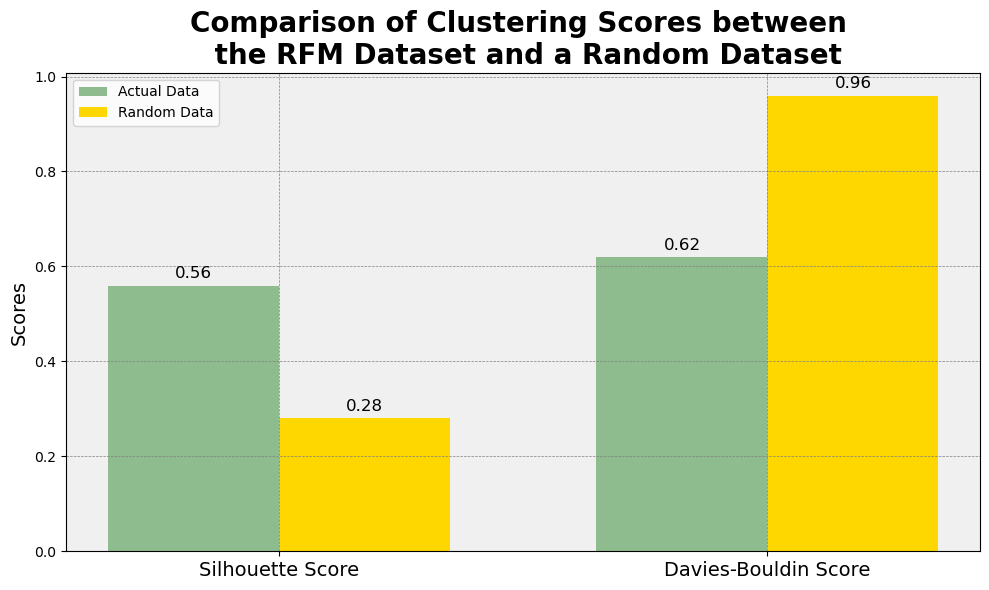 Comparison of Clustering Scores between
the RFM Dataset and a Random Dataset
Actual Data
Random Data
Scores
1.0
0.8
0.6
0.4
0.2
0.0
0.56
0.28
0.62
0.96
Silhouette Score
Davies-Bouldin Score